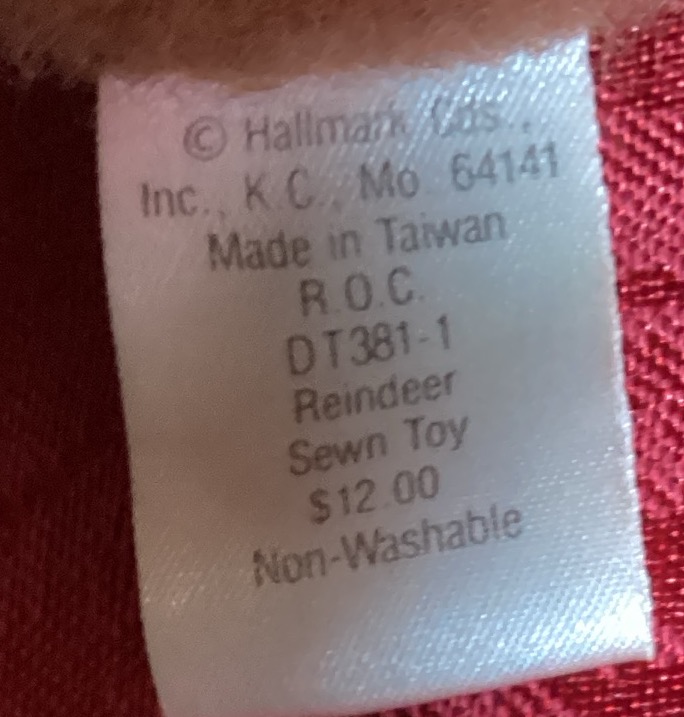 © Hallmark Cds.,
Inc., K.C., Mo. 64141
Made in Taiwan
R.O.C.
DT381-1
Reindeer
Sewn Toy
$12.00
Non-Washable